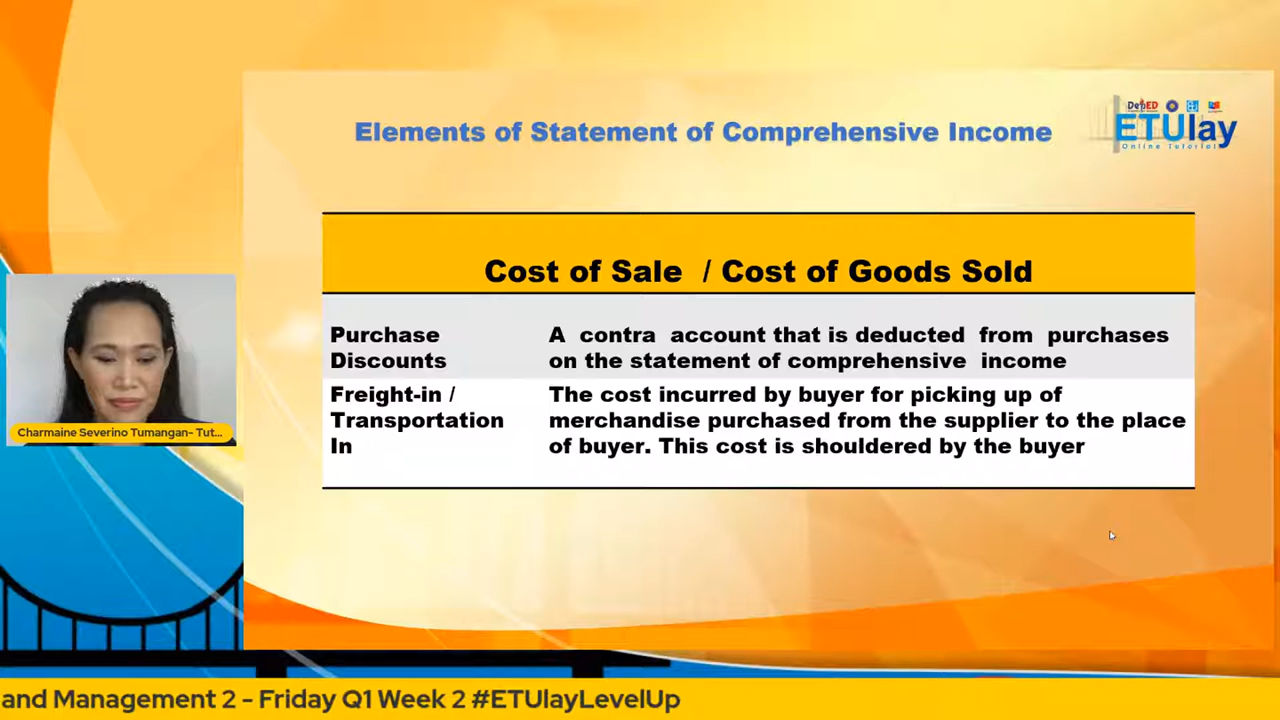 Elements of Statement of Comprehensive Income
DepED
ETUlay
Online Tutorial
Cost of Sale / Cost of Goods Sold
Purchase
Discounts
A contra account that is deducted from purchases
on the statement of comprehensive income
Freight-in /
Transportation
In
The cost incurred by buyer for picking up of
merchandise purchased from the supplier to the place
of buyer. This cost is shouldered by the buyer
Charmaine Severino Tumangan- Tut...
and Management 2 - Friday Q1 Week 2 #ETUlayLevelUp